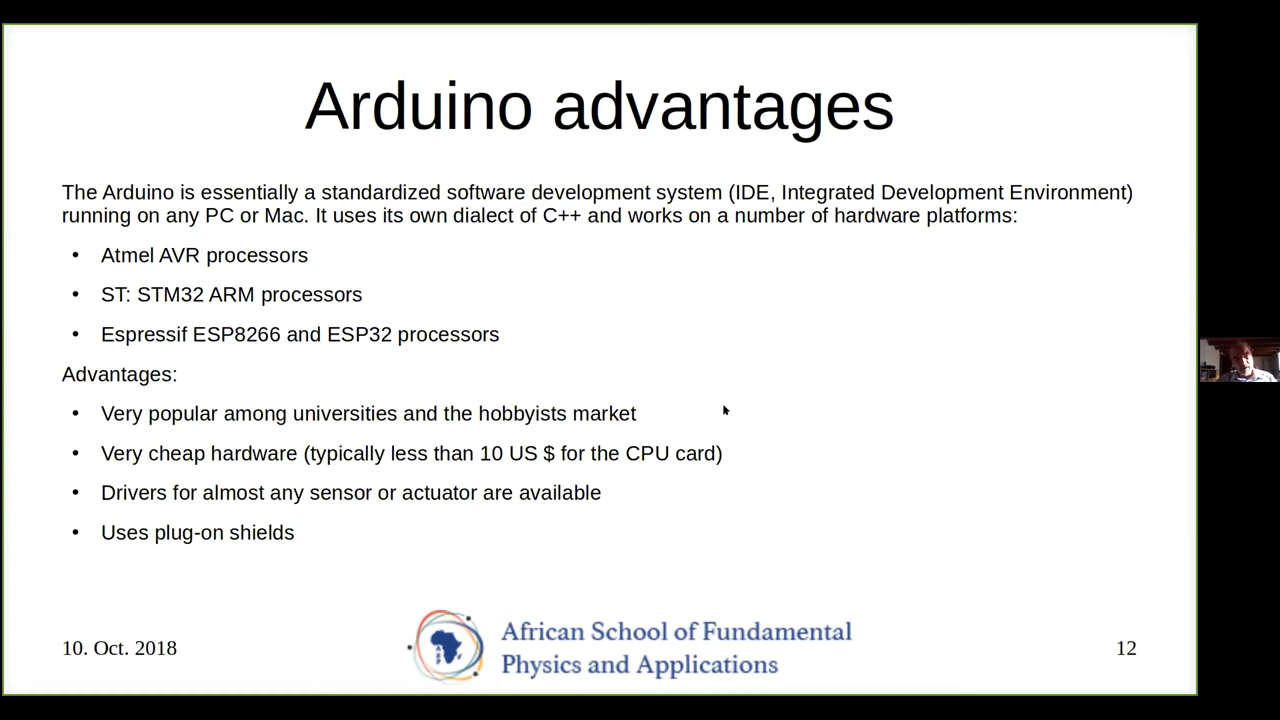 Arduino advantages
The Arduino is essentially a standardized software development system (IDE, Integrated Development Environment)
running on any PC or Mac. It uses its own dialect of C++ and works on a number of hardware platforms:
• Atmel AVR processors
• ST: STM32 ARM processors
• Espressif ESP8266 and ESP32 processors
Advantages:
• Very popular among universities and the hobbyists market
• Very cheap hardware (typically less than 10 US $ for the CPU card)
• Drivers for almost any sensor or actuator are available
• Uses plug-on shields
10. Oct. 2018
African School of Fundamental
Physics and Applications
12